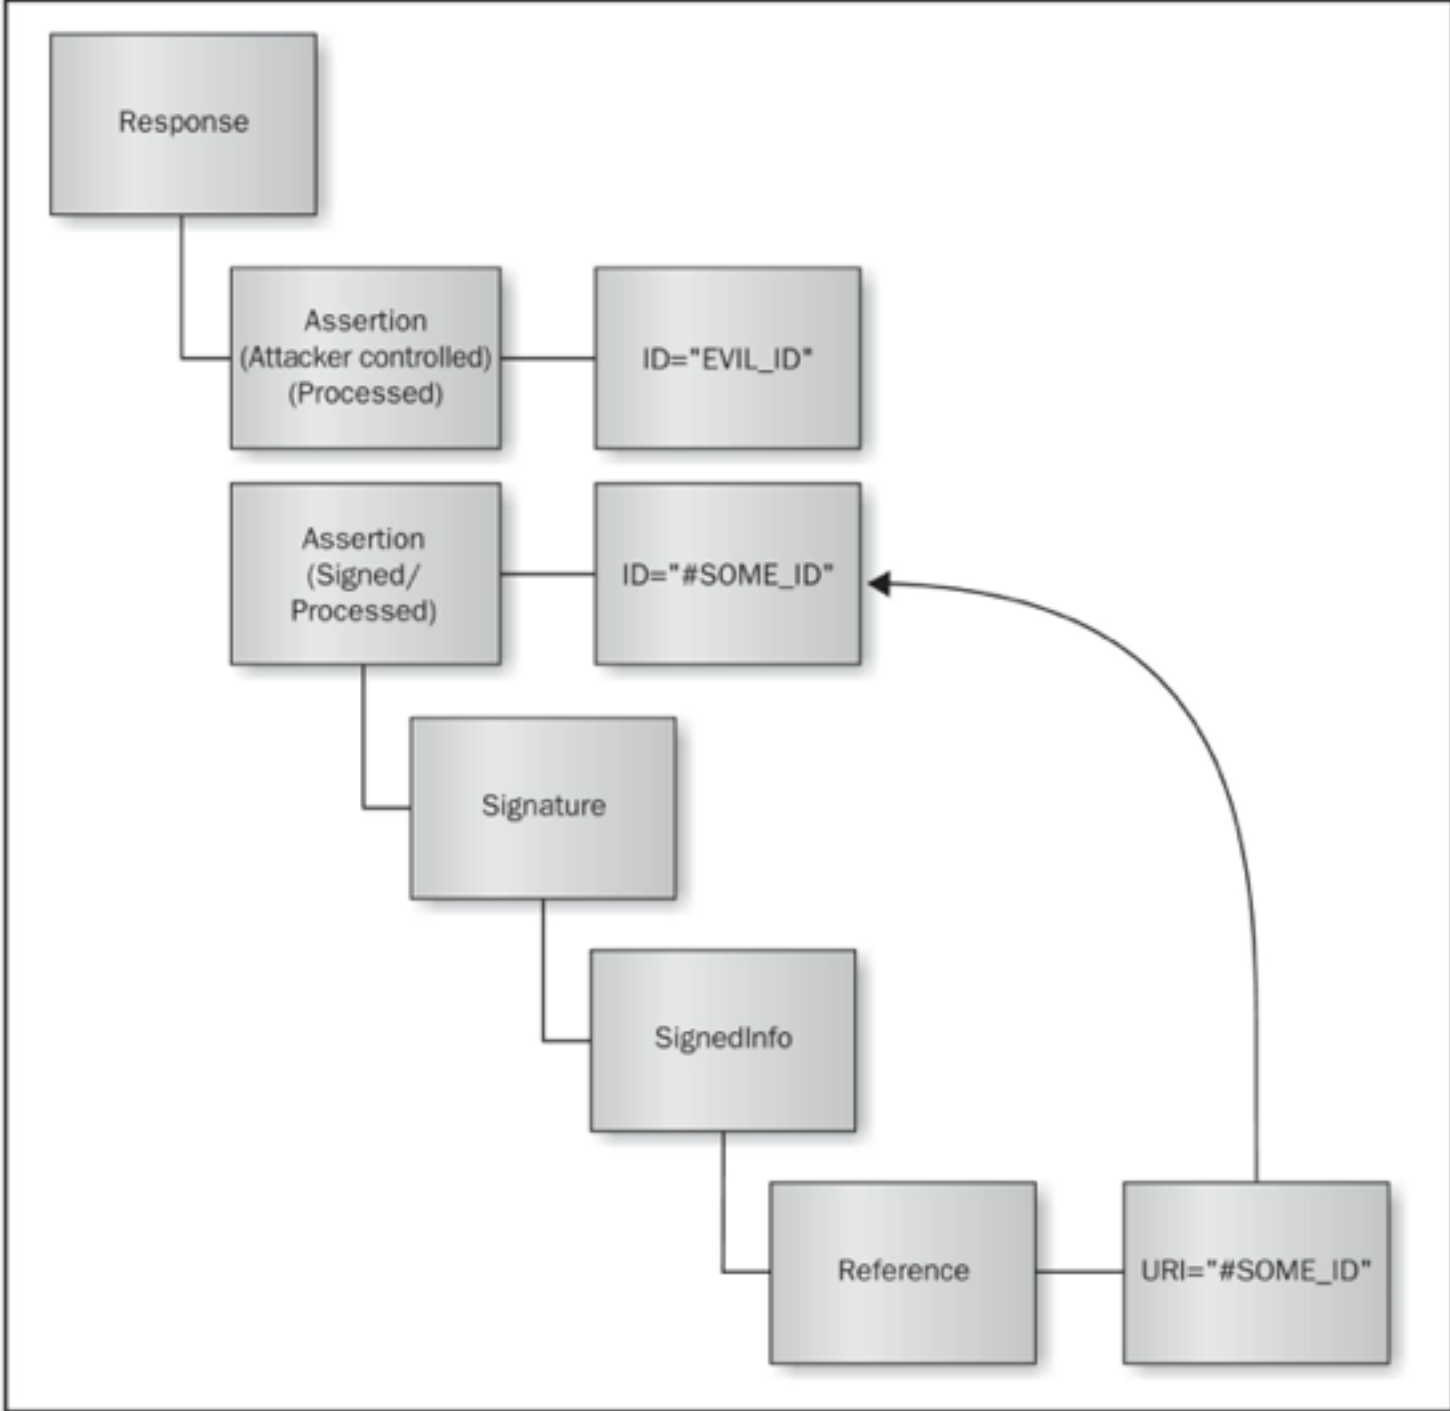 Response
Assertion
(Attacker controlled)
(Processed)
ID="EVIL_ID"
Assertion
(Signed/
Processed)
ID="#SOME_ID"
Signature
SignedInfo
Reference
URI="#SOME_ID"